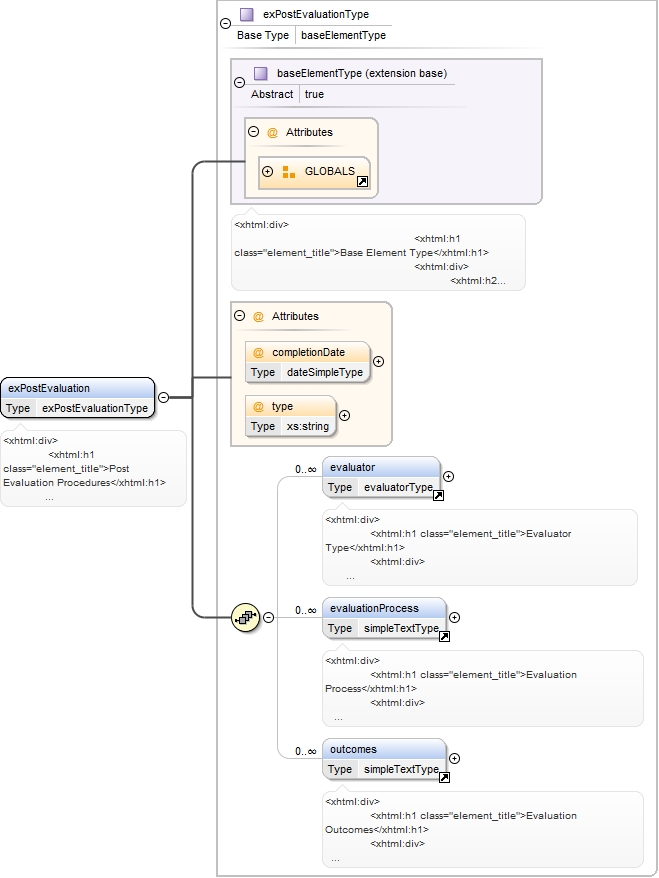 exPostEvaluationType
Base Type baseElementType
baseElementType (extension base)
Abstract true
@ Attributes
GLOBALS
<xhtml:div>
<xhtml:h1
class="element_title">Base Element Type</xhtml:h1>
<xhtml:div>
<xhtml:h2...
@ Attributes
@ completionDate
Type dateSimpleType
@ type
Type xs:string
exPostEvaluation
Type exPostEvaluationType
<xhtml:div>
<xhtml:h1
class="element_title">Post
Evaluation Procedures</xhtml:h1>
...
0..∞ evaluator
Type evaluatorType
<xhtml:div>
<xhtml:h1 class="element_title">Evaluator
Type</xhtml:h1>
<xhtml:div>
...
0..∞ evaluationProcess
Type simpleTextType
<xhtml:div>
<xhtml:h1 class="element_title">Evaluation
Process</xhtml:h1>
<xhtml:div>
...
0..∞ outcomes
Type simpleTextType
<xhtml:div>
<xhtml:h1 class="element_title">Evaluation
Outcomes</xhtml:h1>
<xhtml:div>
...